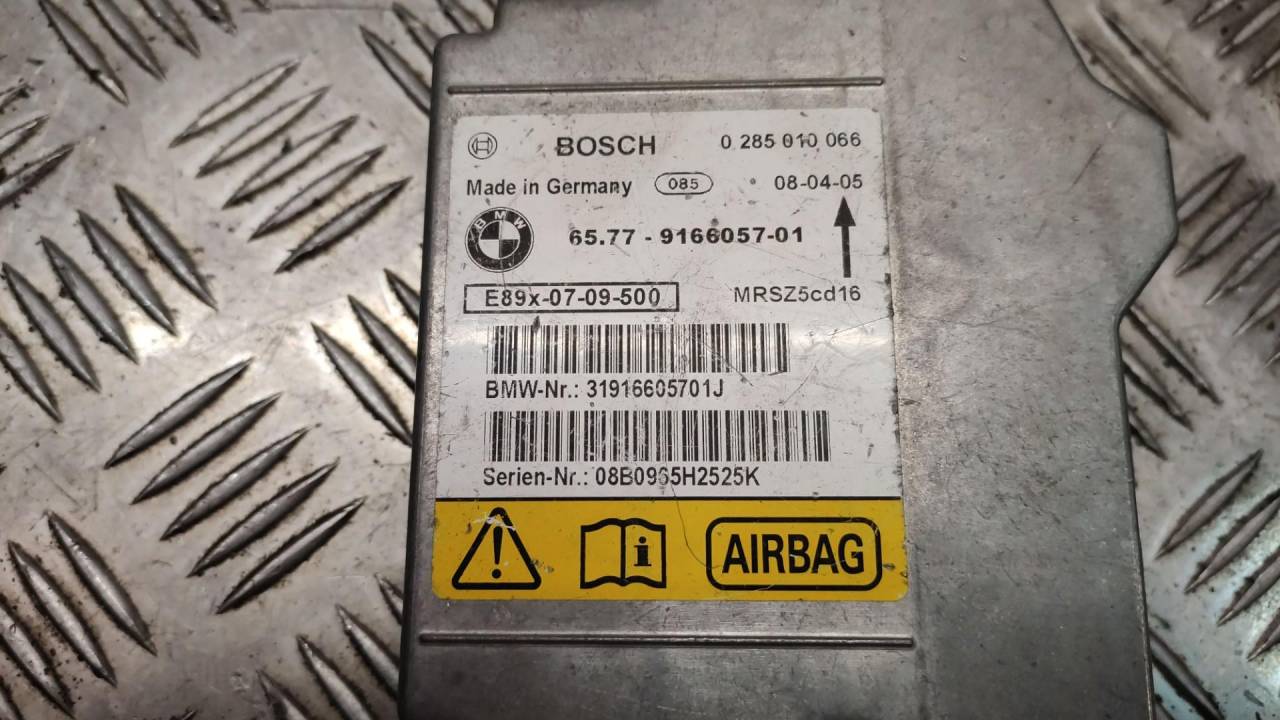 BOSCH 0 285 010 066
Made in Germany 085 08-04-05
BMW 65.77 - 9166057-01
E89x-07-09-500 MRSZ5cd16
BMW-Nr.: 31916605701J
Serien-Nr.: 08B0965H2525K
i AIRBAG